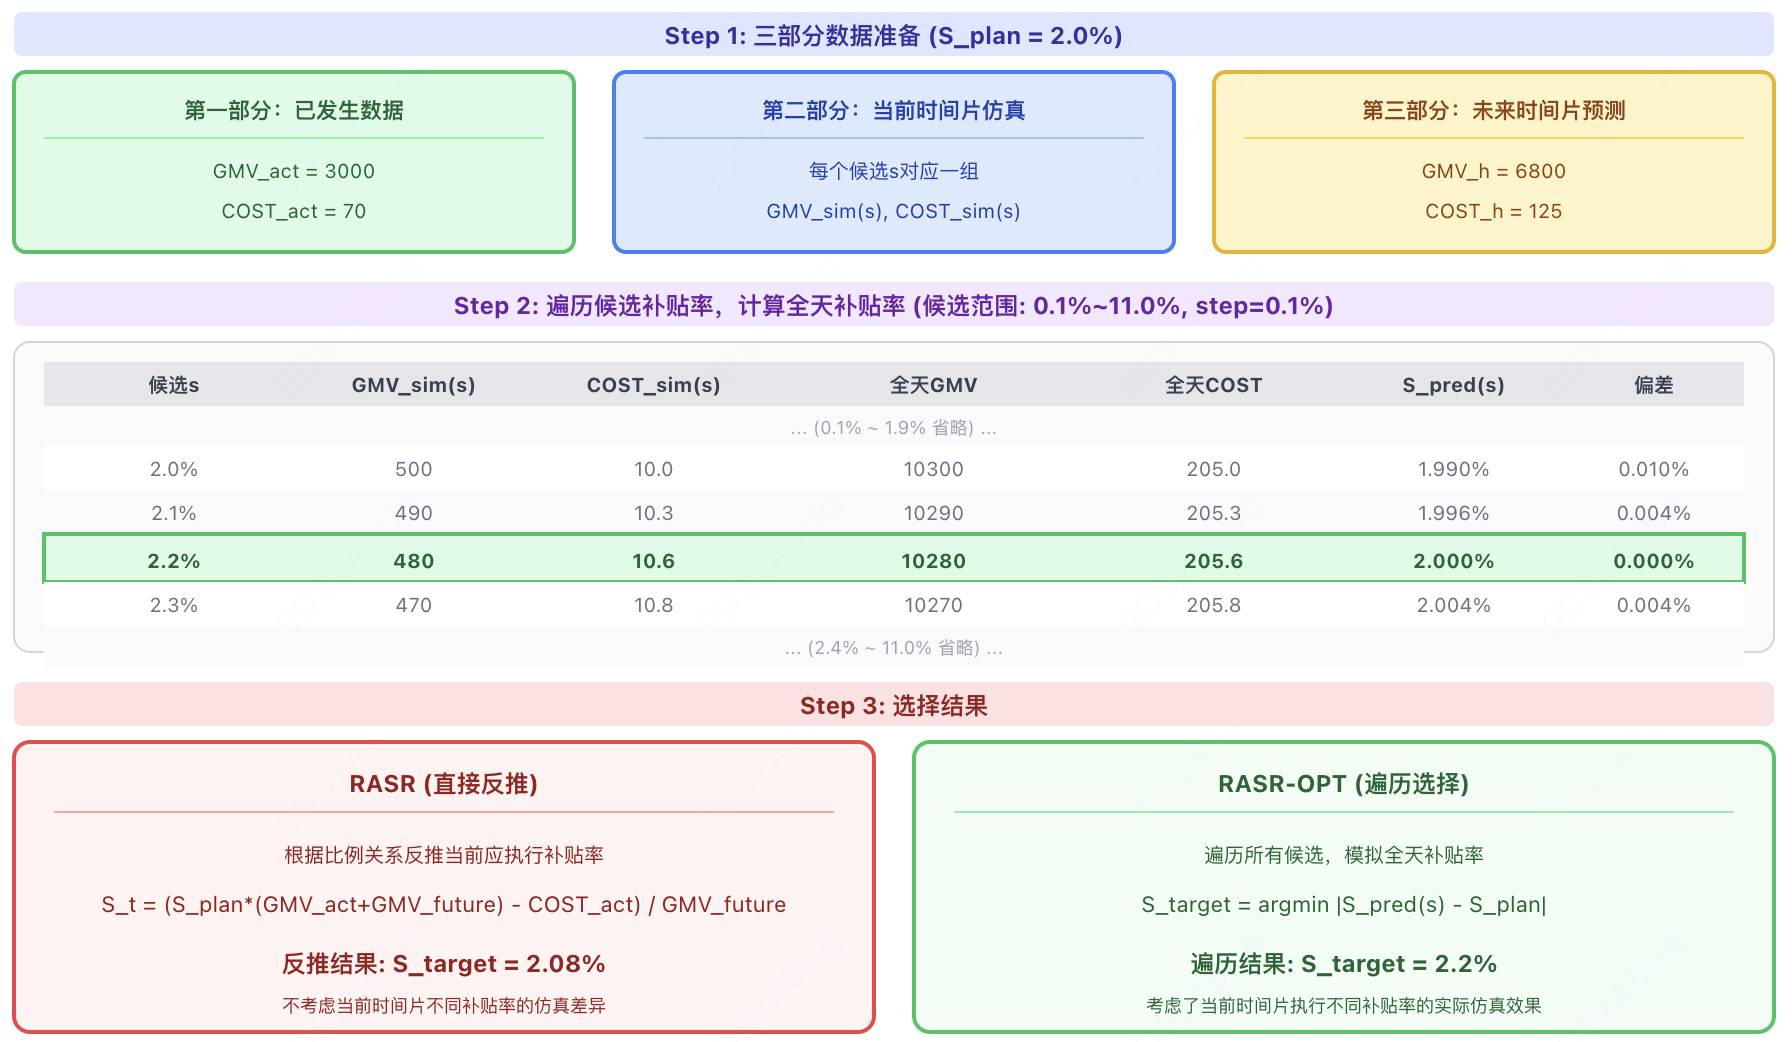 Step 1: 三部分数据准备 (S_plan = 2.0%)
第一部分：已发生数据
GMV_act = 3000
COST_act = 70
第二部分：当前时间片仿真
每个候选s对应一组
GMV_sim(s), COST_sim(s)
第三部分：未来时间片预测
GMV_h = 6800
COST_h = 125
Step 2: 遍历候选补贴率，计算全天补贴率 (候选范围: 0.1%~11.0%, step=0.1%)
候选s GMV_sim(s) COST_sim(s) 全天GMV 全天COST S_pred(s) 偏差
... (0.1% ~ 1.9% 省略) ...
2.0% 500 10.0 10300 205.0 1.990% 0.010%
2.1% 490 10.3 10290 205.3 1.996% 0.004%
2.2% 480 10.6 10280 205.6 2.000% 0.000%
2.3% 470 10.8 10270 205.8 2.004% 0.004%
... (2.4% ~ 11.0% 省略) ...
Step 3: 选择结果
RASR (直接反推)
根据比例关系反推当前应执行补贴率
S_t = (S_plan*(GMV_act+GMV_future) - COST_act) / GMV_future
反推结果: S_target = 2.08%
不考虑当前时间片不同补贴率的仿真差异
RASR-OPT (遍历选择)
遍历所有候选，模拟全天补贴率
S_target = argmin |S_pred(s) - S_plan|
遍历结果: S_target = 2.2%
考虑了当前时间片执行不同补贴率的实际仿真效果